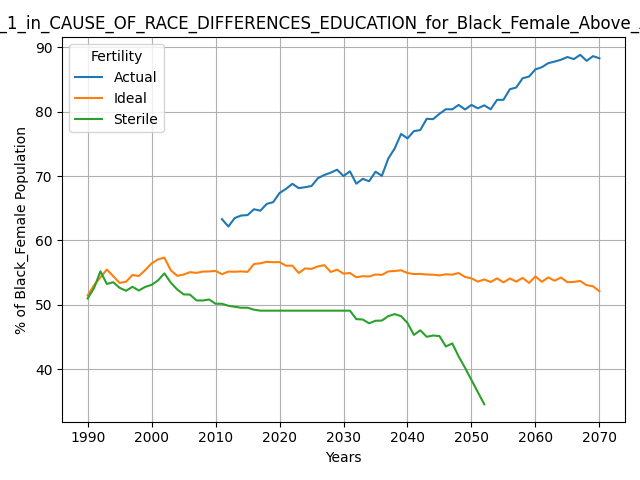 _1_in_CAUSE_OF_RACE_DIFFERENCES_EDUCATION_for_Black_Female_Above_
90
80
70
60
50
40
% of Black_Female Population
Fertility
Actual
Ideal
Sterile
1990 2000 2010 2020 2030 2040 2050 2060 2070
Years